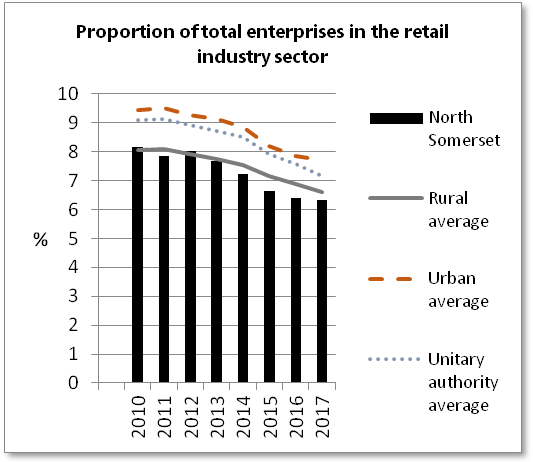 Proportion of total enterprises in the retail
industry sector
10
9
8
7
6
5
4
3
2
1
0
%
2010
2011
2012
2013
2014
2015
2016
2017
North
Somerset
Rural
average
Urban
average
Unitary
authority
average